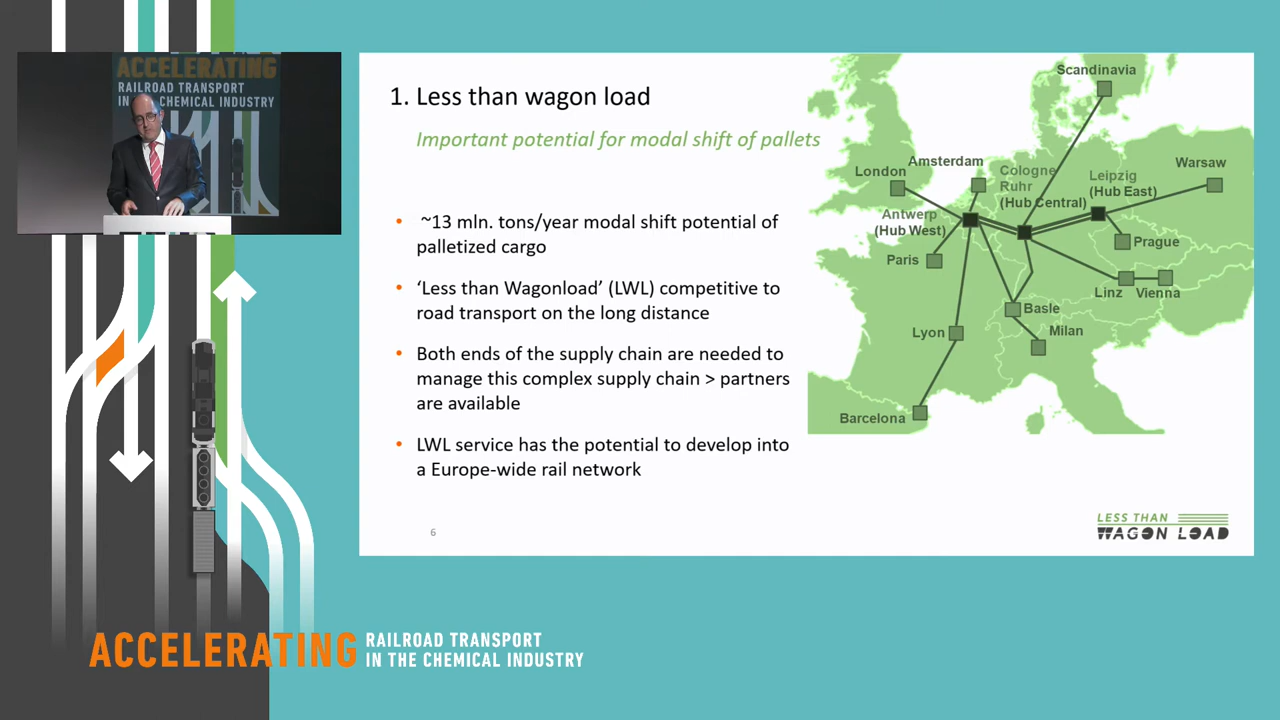 ACCELERATING
RAILROAD TRANSPORT
IN THE CHEMICAL INDUSTRY
1. Less than wagon load
Important potential for modal shift of pallets
• ~13 mln. tons/year modal shift potential of
palletized cargo
• ‘Less than Wagonload’ (LWL) competitive to
road transport on the long distance
• Both ends of the supply chain are needed to
manage this complex supply chain > partners
are available
• LWL service has the potential to develop into
a Europe-wide rail network
6
Scandinavia
Amsterdam
London
Cologne
Ruhr
(Hub Central)
Leipzig
(Hub East)
Warsaw
Antwerp
(Hub West)
Paris
Prague
Linz
Vienna
Basle
Lyon
Milan
Barcelona
LESS THAN
WAGON LOAD
ACCELERATING
RAILROAD TRANSPORT
IN THE CHEMICAL INDUSTRY